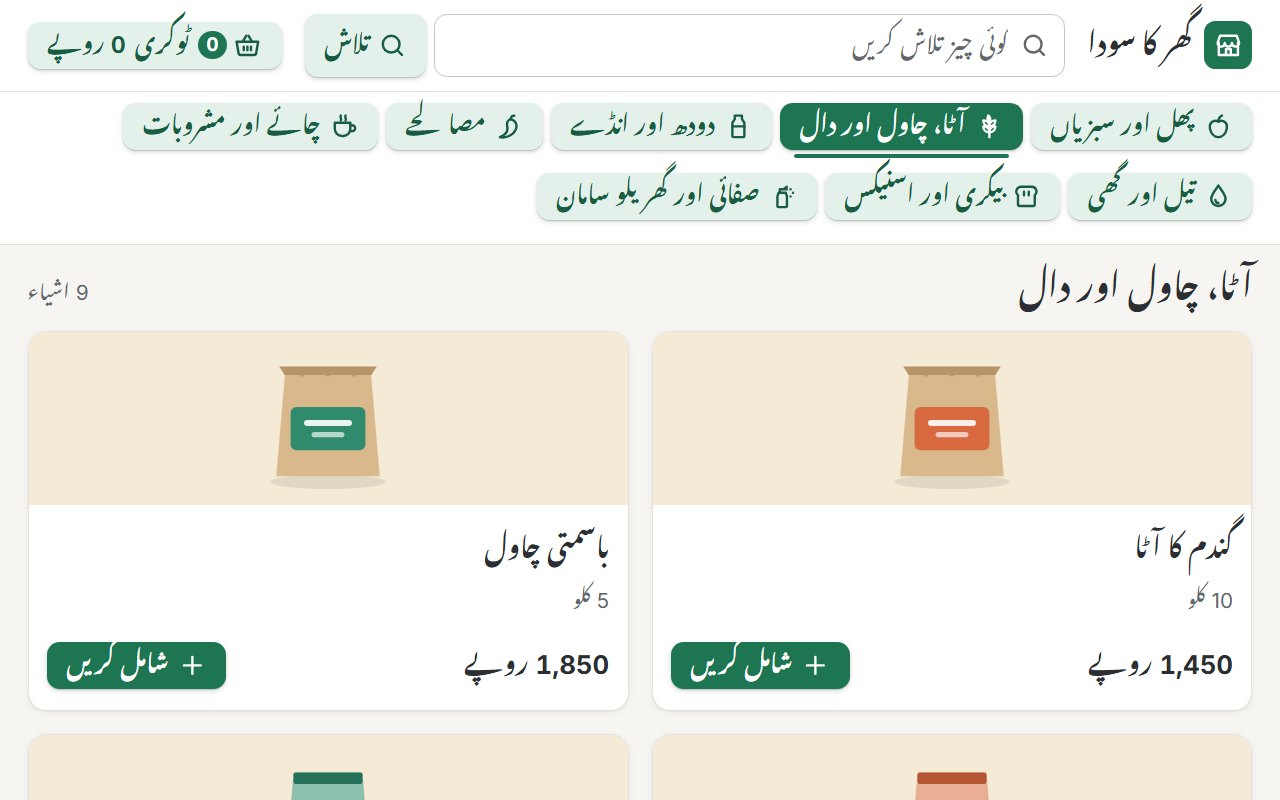 گھر کا سودا
کوئی چیز تلاش کریں
تلاش
0 ٹوکری 0 روپے
پھل اور سبزیاں
آٹا، چاول اور دال
دودھ اور انڈے
مصالحے
چائے اور مشروبات
تیل اور گھی
بیکری اور اسنیکس
صفائی اور گھریلو سامان
آٹا، چاول اور دال
9 اشیاء
گندم کا آٹا
10 کلو
1,450 روپے
شامل کریں
باسمتی چاول
5 کلو
1,850 روپے
شامل کریں